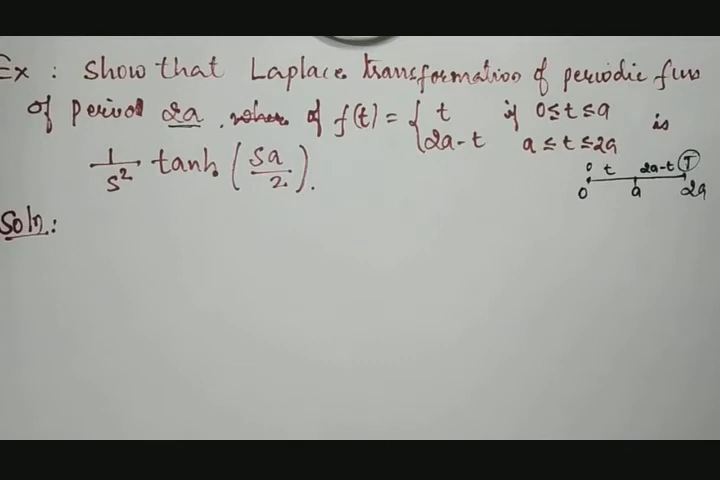 Ex : Show that Laplace transformation of periodic fun
of period 2a . of f(t) = { t if 0≤t≤a
2a-t a≤t≤2a is
1/s² tanh (sa/2).
0 t 2a-t T
0 a 2a
Soln: